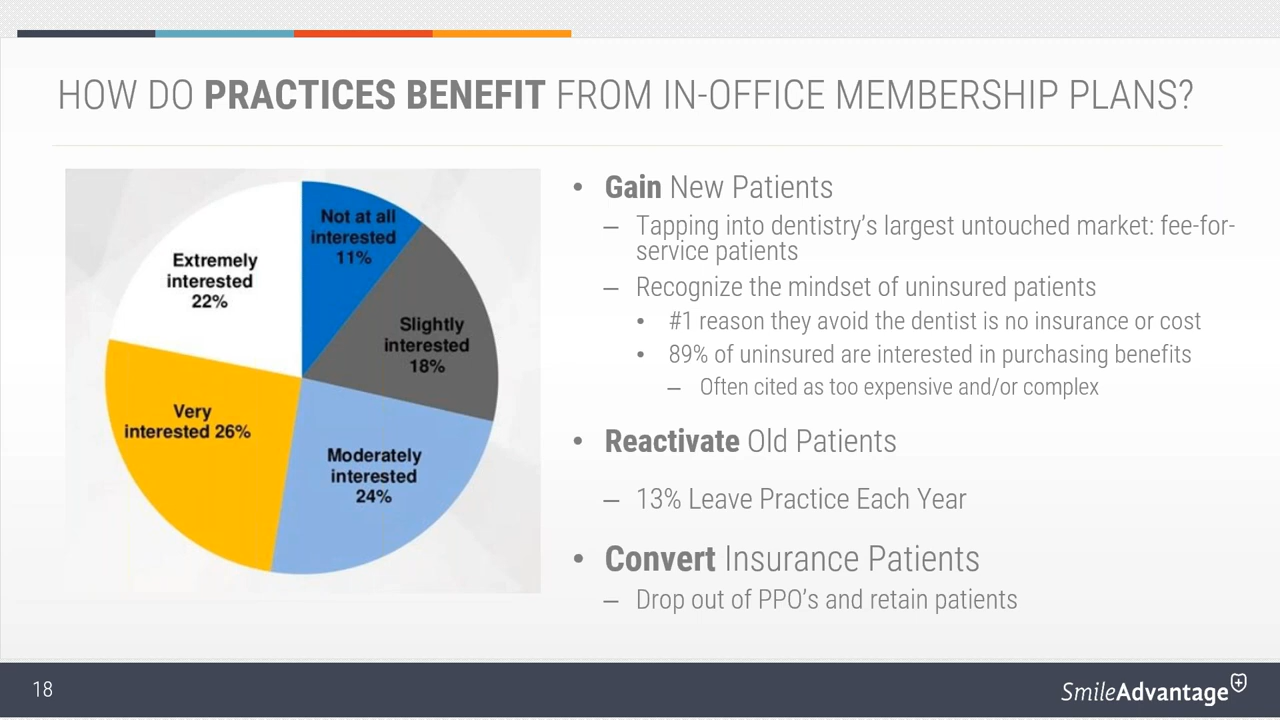 HOW DO PRACTICES BENEFIT FROM IN-OFFICE MEMBERSHIP PLANS?
Not at all
interested
11%
Slightly
interested
18%
Moderately
interested
24%
Very
interested 26%
Extremely
interested
22%
• Gain New Patients
– Tapping into dentistry’s largest untouched market: fee-for-
service patients
– Recognize the mindset of uninsured patients
• #1 reason they avoid the dentist is no insurance or cost
• 89% of uninsured are interested in purchasing benefits
– Often cited as too expensive and/or complex
• Reactivate Old Patients
– 13% Leave Practice Each Year
• Convert Insurance Patients
– Drop out of PPO’s and retain patients
18
SmileAdvantage